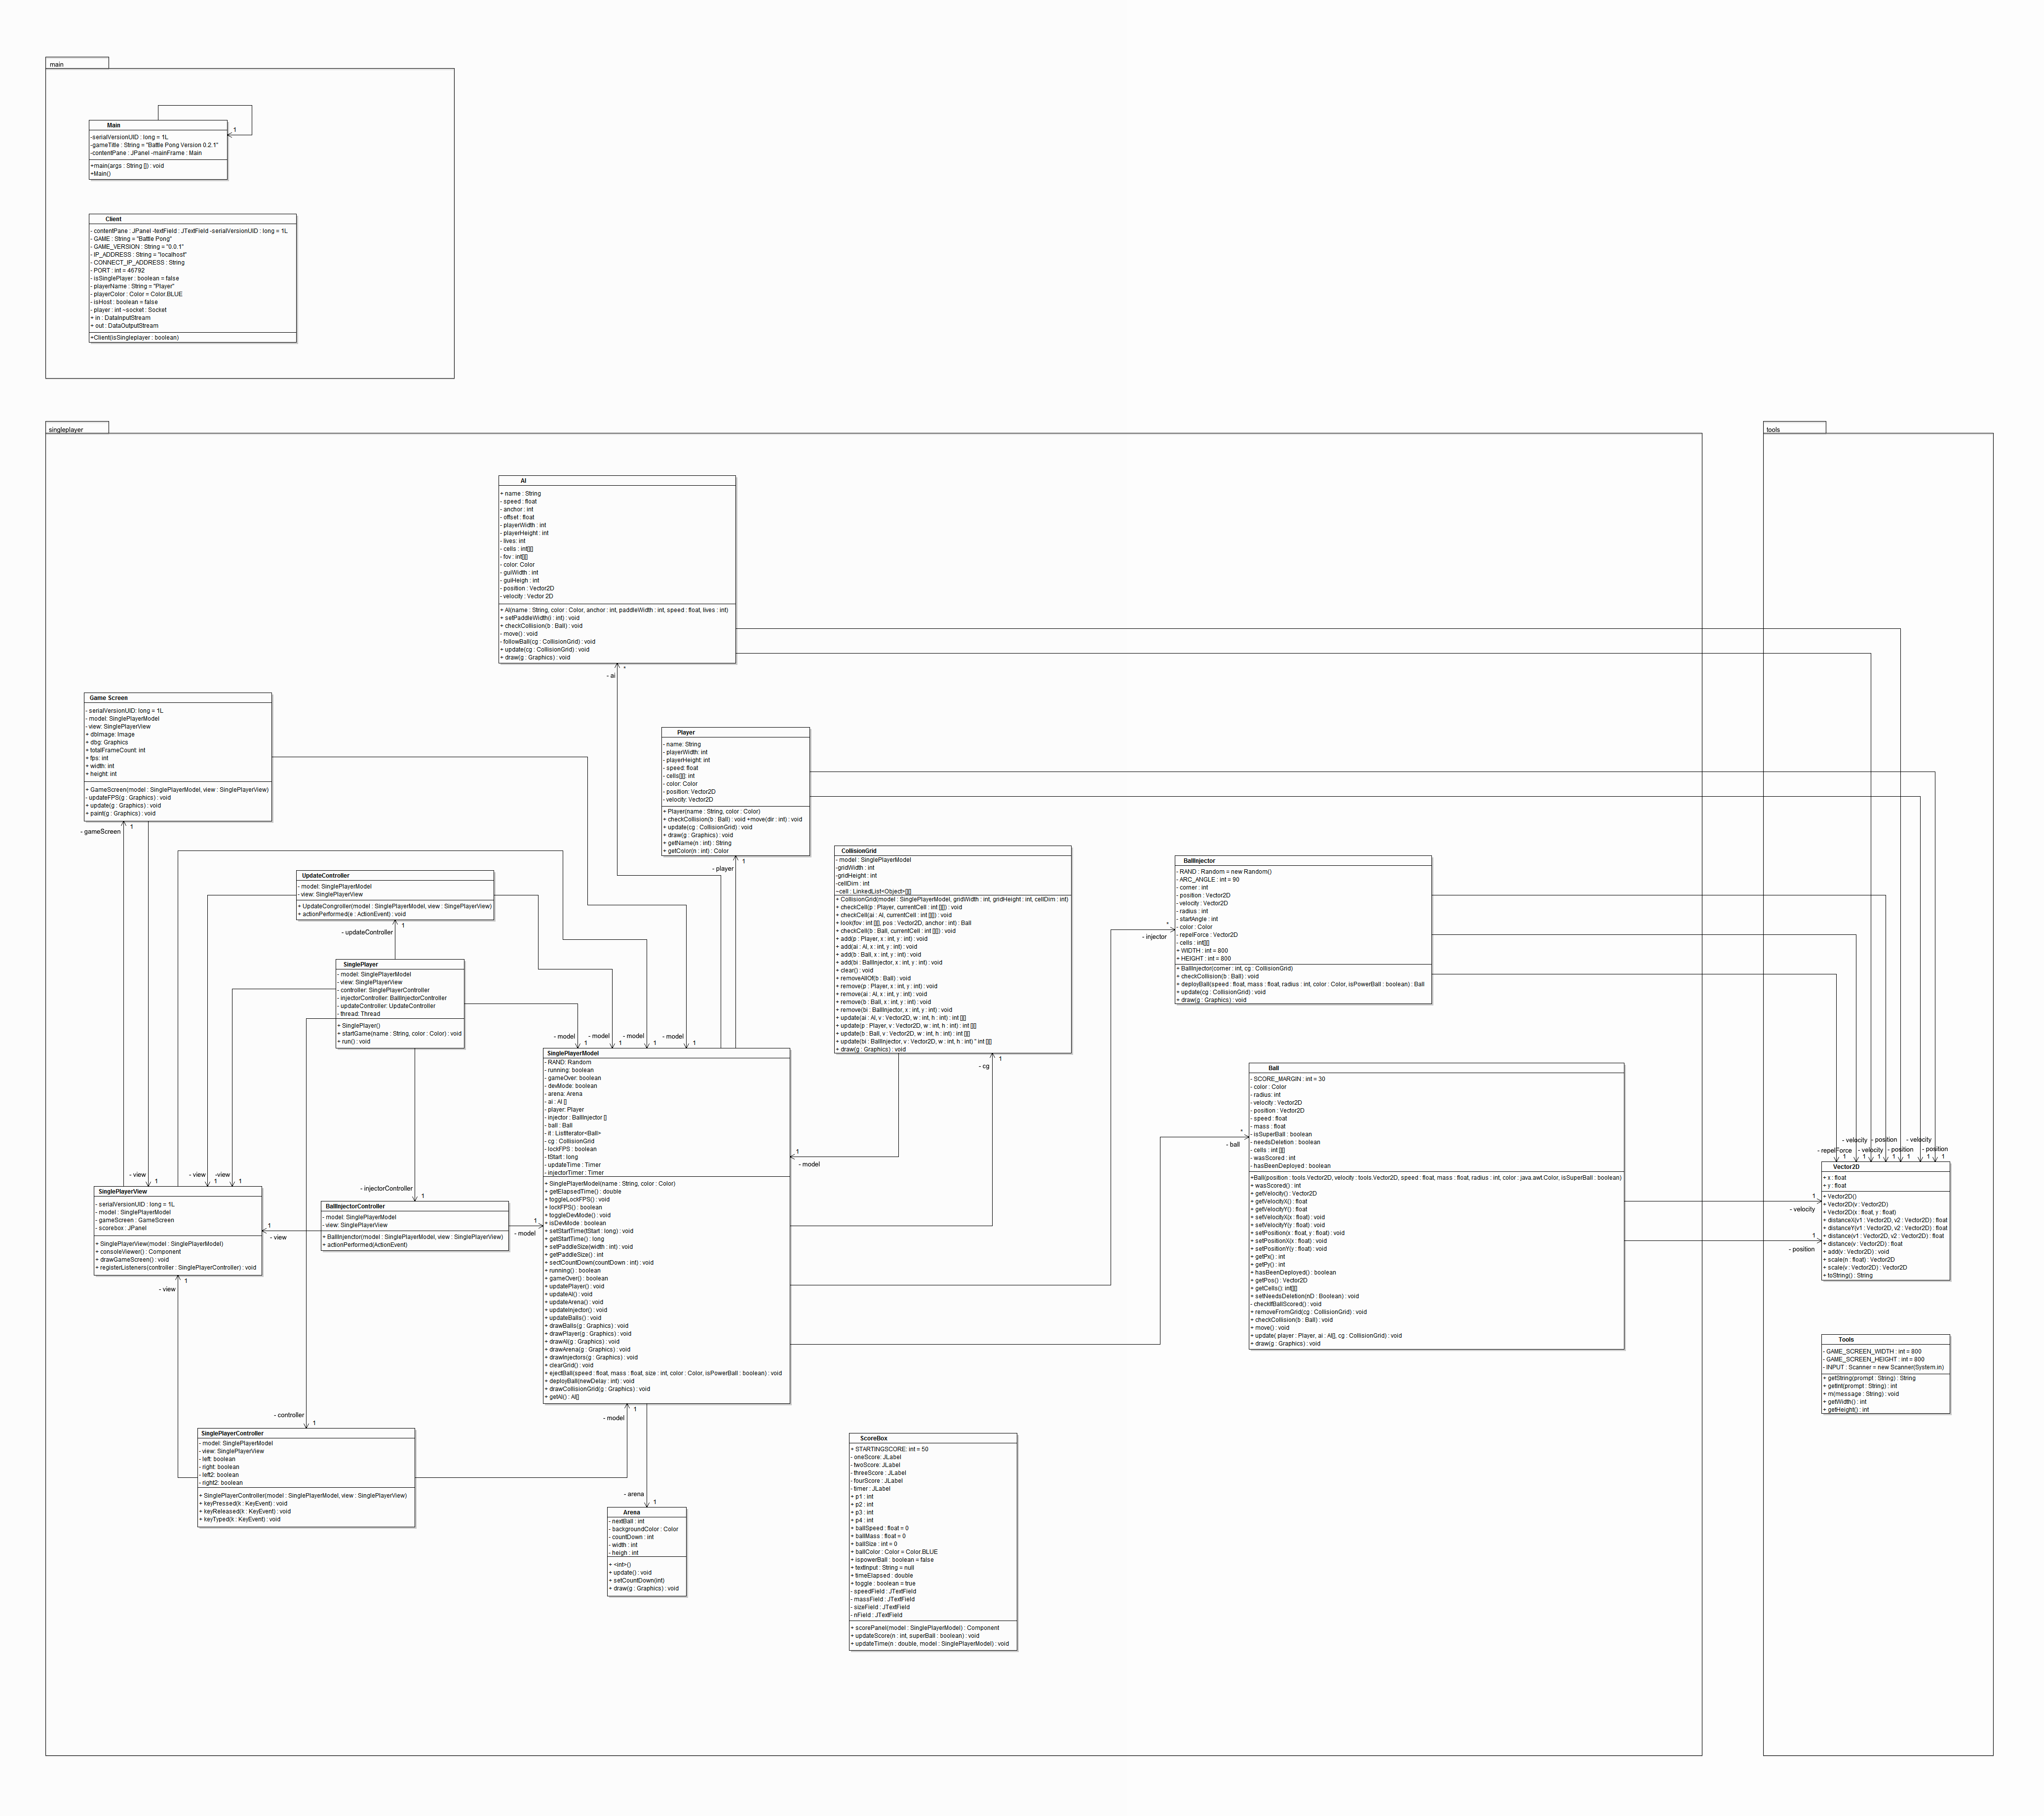 main
Main
-serialVersionUID : long = 1L
-gameTitle : String = "Battle Pong Version 0.2.1"
-contentPane : JPanel -mainFrame : Main
+main(args : String []) : void
+Main()
1
Client
- contentPane : JPanel -textField : JTextField -serialVersionUID : long = 1L
- GAME : String = "Battle Pong"
- GAME_VERSION : String = "0.0.1"
- IP_ADDRESS : String = "localhost"
- CONNECT_IP_ADDRESS : String
- PORT : int = 46792
- isSinglePlayer : boolean = false
- playerName : String = "Player"
- playerColor : Color = Color.BLUE
- isHost : boolean = false
- player : int ~socket : Socket
+ in : DataInputStream
+ out : DataOutputStream
+Client(isSingleplayer : boolean)
singleplayer
AI
+ name : String
- speed : float
- anchor : int
- offset : float
- playerWidth : int
- playerHeight : int
- lives: int
- cells : int[][]
- fov : int[][]
- color: Color
- guiWidth : int
- guiHeigh : int
- position : Vector2D
- velocity : Vector.2D
+ AI(name : String, color : Color, anchor : int, paddleWidth : int, speed : float, lives : int)
+ setPaddleWidth(i : int) : void
+ checkCollision(b : Ball) : void
- move() : void
- followBall(cg : CollisionGrid) : void
+ update(cg : CollisionGrid) : void
+ draw(g : Graphics) : void
- ai
*
Game Screen
- serialVersionUID: long = 1L
- model: SinglePlayerModel
- view: SinglePlayerView
+ dbImage: Image
+ dbg: Graphics
+ totalFrameCount: int
+ fps: int
+ width: int
+ height: int
+ GameScreen(model : SinglePlayerModel, view : SinglePlayerView)
- updateFPS(g : Graphics) : void
+ update(g : Graphics) : void
+ paint(g : Graphics) : void
- gameScreen
1
Player
- name: String
- playerWidth: int
- playerHeight: int
- speed: float
- cells[][]: int
- color: Color
- position: Vector2D
- velocity: Vector2D
+ Player(name : String, color : Color)
+ checkCollision(b : Ball) : void +move(dir : int) : void
+ update(cg : CollisionGrid) : void
+ draw(g : Graphics) : void
+ getName(n : int) : String
+ getColor(n : int) : Color
- player
1
UpdateController
- model: SinglePlayerModel
- view: SinglePlayerView
+ UpdateCongroller(model : SinglePlayerModel, view : SingePlayerView)
+ actionPerformed(e : ActionEvent) : void
- updateController
1
SinglePlayer
- model: SinglePlayerModel
- view: SinglePlayerView
- controller: SinglePlayerController
- injectorController: BallInjectorController
- updateController: UpdateController
- thread: Thread
+ SinglePlayer()
+ startGame(name : String, color : Color) : void
+ run() : void
CollisionGrid
- model : SinglePlayerModel
-gridWidth : int
-gridHeight : int
-cellDim : int
~cell : LinkedList<Object>[][]
+ CollisionGrid(model : SinglePlayerModel, gridWidth : int, gridHeight : int, cellDim : int)
+ checkCell(p : Player, currentCell : int [][]) : void
+ checkCell(ai : AI, currentCell : int [][]) : void
+ look(fov : int [][], pos : Vector2D, anchor : int) : Ball
+ checkCell(b : Ball, currentCell : int [][]) : void
+ add(p : Player, x : int, y : int) : void
+ add(ai : AI, x : int, y : int) : void
+ add(b : Ball, x : int, y : int) : void
+ add(bi : BallInjector, x : int, y : int) : void
+ clear() : void
+ removeAllOf(b : Ball) : void
+ remove(p : Player, x : int, y : int) : void
+ remove(ai : AI, x : int, y : int) : void
+ remove(b : Ball, x : int, y : int) : void
+ remove(bi : BallInjector, x : int, y : int) : void
+ update(ai : AI, v : Vector2D, w : int, h : int) : int [][]
+ update(p : Player, v : Vector2D, w : int, h : int) : int [][]
+ update(b : Ball, v : Vector2D, w : int, h : int) : int [][]
+ update(bi : BallInjector, v : Vector2D, w : int, h : int) " int [][]
+ draw(g : Graphics) : void
- cg
1
BallInjector
- RAND : Random = new Random()
- ARC_ANGLE : int = 90
- corner : int
- position : Vector2D
- velocity : Vector2D
- radius : int
- startAngle : int
- color : Color
- repelForce : Vector2D
- cells : int[][]
+ WIDTH : int = 800
+ HEIGHT : int = 800
+ BallInjector(corner : int, cg : CollisionGrid)
+ checkCollision(b : Ball) : void
+ deployBall(speed : float, mass : float, radius : int, color : Color, isPowerBall : boolean) : Ball
+ update(cg : CollisionGrid) : void
+ draw(g : Graphics) : void
- injector
*
- model
1
- model
1
- model
1
- model
1
SinglePlayerModel
- RAND: Random
- running: boolean
- gameOver: boolean
- devMode: boolean
- arena: Arena
- ai : AI []
- player: Player
- injector : BallInjector []
- ball : Ball
- it : ListIterator<Ball>
- cg : CollisionGrid
- lockFPS : boolean
- tStart : long
- updateTime : Timer
- injectorTimer : Timer
+ SinglePlayerModel(name : String, color : Color)
+ getElapsedTime() : double
+ toggleLockFPS() : void
+ lockFPS() : boolean
+ toggleDevMode() : void
+ isDevMode : boolean
+ setStartTime(tStart : long) : void
+ getStartTime() : long
+ setPaddleSize(width : int) : void
+ getPaddleSize() : int
+ sectCountDown(countDown : int) : void
+ running() : boolean
+ gameOver() : boolean
+ updatePlayer() : void
+ updateAI() : void
+ updateArena() : void
+ updateInjector() : void
+ updateBalls() : void
+ drawBalls(g : Graphics) : void
+ drawPlayer(g : Graphics) : void
+ drawAI(g : Graphics) : void
+ drawArena(g : Graphics) : void
+ drawInjectors(g : Graphics) : void
+ clearGrid() : void
+ ejectBall(speed : float, mass : float, size : int, color : Color, isPowerBall : boolean) : void
+ deployBall(newDelay : int) : void
+ drawCollisionGrid(g : Graphics) : void
+ getAI() : AI[]
1
- model
Ball
- SCORE_MARGIN : int = 30
- color : Color
- radius: int
- velocity : Vector2D
- position : Vector2D
- speed : float
- mass : float
- isSuperBall : boolean
- needsDeletion : boolean
- cells : int [][]
- wasScored : int
- hasBeenDeployed : boolean
+Ball(position : tools.Vector2D, velocity : tools.Vector2D, speed : float, mass : float, radius : int, color : java.awt.Color, isSuperBall : boolean)
+ wasScored() : int
+ getVelocity() : Vector2D
+ getVelocityX() : float
+ getVelocityY() : float
+ setVelocityX(x : float) : void
+ setVelocityY(y : float) : void
+ setPosition(x : float, y : float) : void
+ setPositionX(x : float) : void
+ setPositionY(y : float) : void
+ getPx() : int
+ getPy() : int
+ hasBeenDeployed() : boolean
+ getPos() : Vector2D
+ getCells(): int[][]
+ setNeedsDeletion(nD : Boolean) : void
- checkIfBallScored() : void
+ removeFromGrid(cg : CollisionGrid) : void
+ checkCollision(b : Ball) : void
+ move() : void
+ update( player : Player, ai : AI[], cg : CollisionGrid) : void
+ draw(g : Graphics) : void
- ball
*
- view
1
- view
1
-view
1
SinglePlayerView
- serialVersionUID : long = 1L
- model : SinglePlayerModel
- gameScreen : GameScreen
- scorebox : JPanel
+ SinglePlayerView(model : SinglePlayerModel)
+ consoleViewer() : Component
+ drawGameScreen() : void
+ registerListeners(controller : SinglePlayerController) : void
1
- view
1
- view
- injectorController
1
BallInjectorController
- model : SinglePlayerModel
- view: SinglePlayerView
+ BallInjector(model : SinglePlayerModel, view : SinglePlayerView)
+ actionPerformed(ActionEvent)
1
- model
- controller
1
SinglePlayerController
- model: SinglePlayerModel
- view: SinglePlayerView
- left: boolean
- right: boolean
- left2: boolean
- right2: boolean
+ SinglePlayerController(model : SinglePlayerModel, view : SinglePlayerView)
+ keyPressed(k : KeyEvent) : void
+ keyReleased(k : KeyEvent) : void
+ keyTyped(k : KeyEvent) : void
- model
1
- arena
1
Arena
- nextBall : int
- backgroundColor : Color
- countDown : int
- width : int
- heigh : int
+ <int>()
+ update() : void
+ setCountDown(int)
+ draw(g : Graphics) : void
ScoreBox
+ STARTINGSCORE: int = 50
- oneScore: JLabel
- twoScore: JLabel
- threeScore : JLabel
- fourScore : JLabel
- timer : JLabel
+ p1 : int
+ p2 : int
+ p3 : int
+ p4 : int
+ ballSpeed : float = 0
+ ballMass : float = 0
+ ballSize : int = 0
+ ballColor : Color = Color.BLUE
+ ispowerBall : boolean = false
+ textInput : String = null
+ timeElapsed : double
+ toggle : boolean = true
- speedField : JTextField
- massField : JTextField
- sizeField : JTextField
- nField : JTextField
+ scorePanel(model : SinglePlayerModel) : Component
+ updateScore(n : int, superBall : boolean) : void
+ updateTime(n : double, model : SinglePlayerModel) : void
tools
- velocity
- position
- velocity
- repelForce
- velocity
- position
- position
1
1
1
1
1
1
1
Vector2D
+ x : float
+ y : float
+ Vector2D()
+ Vector2D(v : Vector2D)
+ Vector2D(x : float, y : float)
+ distanceX(v1 : Vector2D, v2 : Vector2D) : float
+ distanceY(v1 : Vector2D, v2 : Vector2D) : float
+ distance(v1 : Vector2D, v2 : Vector2D) : float
+ distance(v : Vector2D) : float
+ add(v : Vector2D) : void
+ scale(n : float) : Vector2D
+ scale(v : Vector2D) : Vector2D
+ toString() : String
1
- velocity
1
- position
Tools
- GAME_SCREEN_WIDTH : int = 800
- GAME_SCREEN_HEIGHT : int = 800
- INPUT : Scanner = new Scanner(System.in)
+ getString(prompt : String) : String
+ getInt(prompt : String) : int
+ m(message : String) : void
+ getWidth() : int
+ getHeight() : int